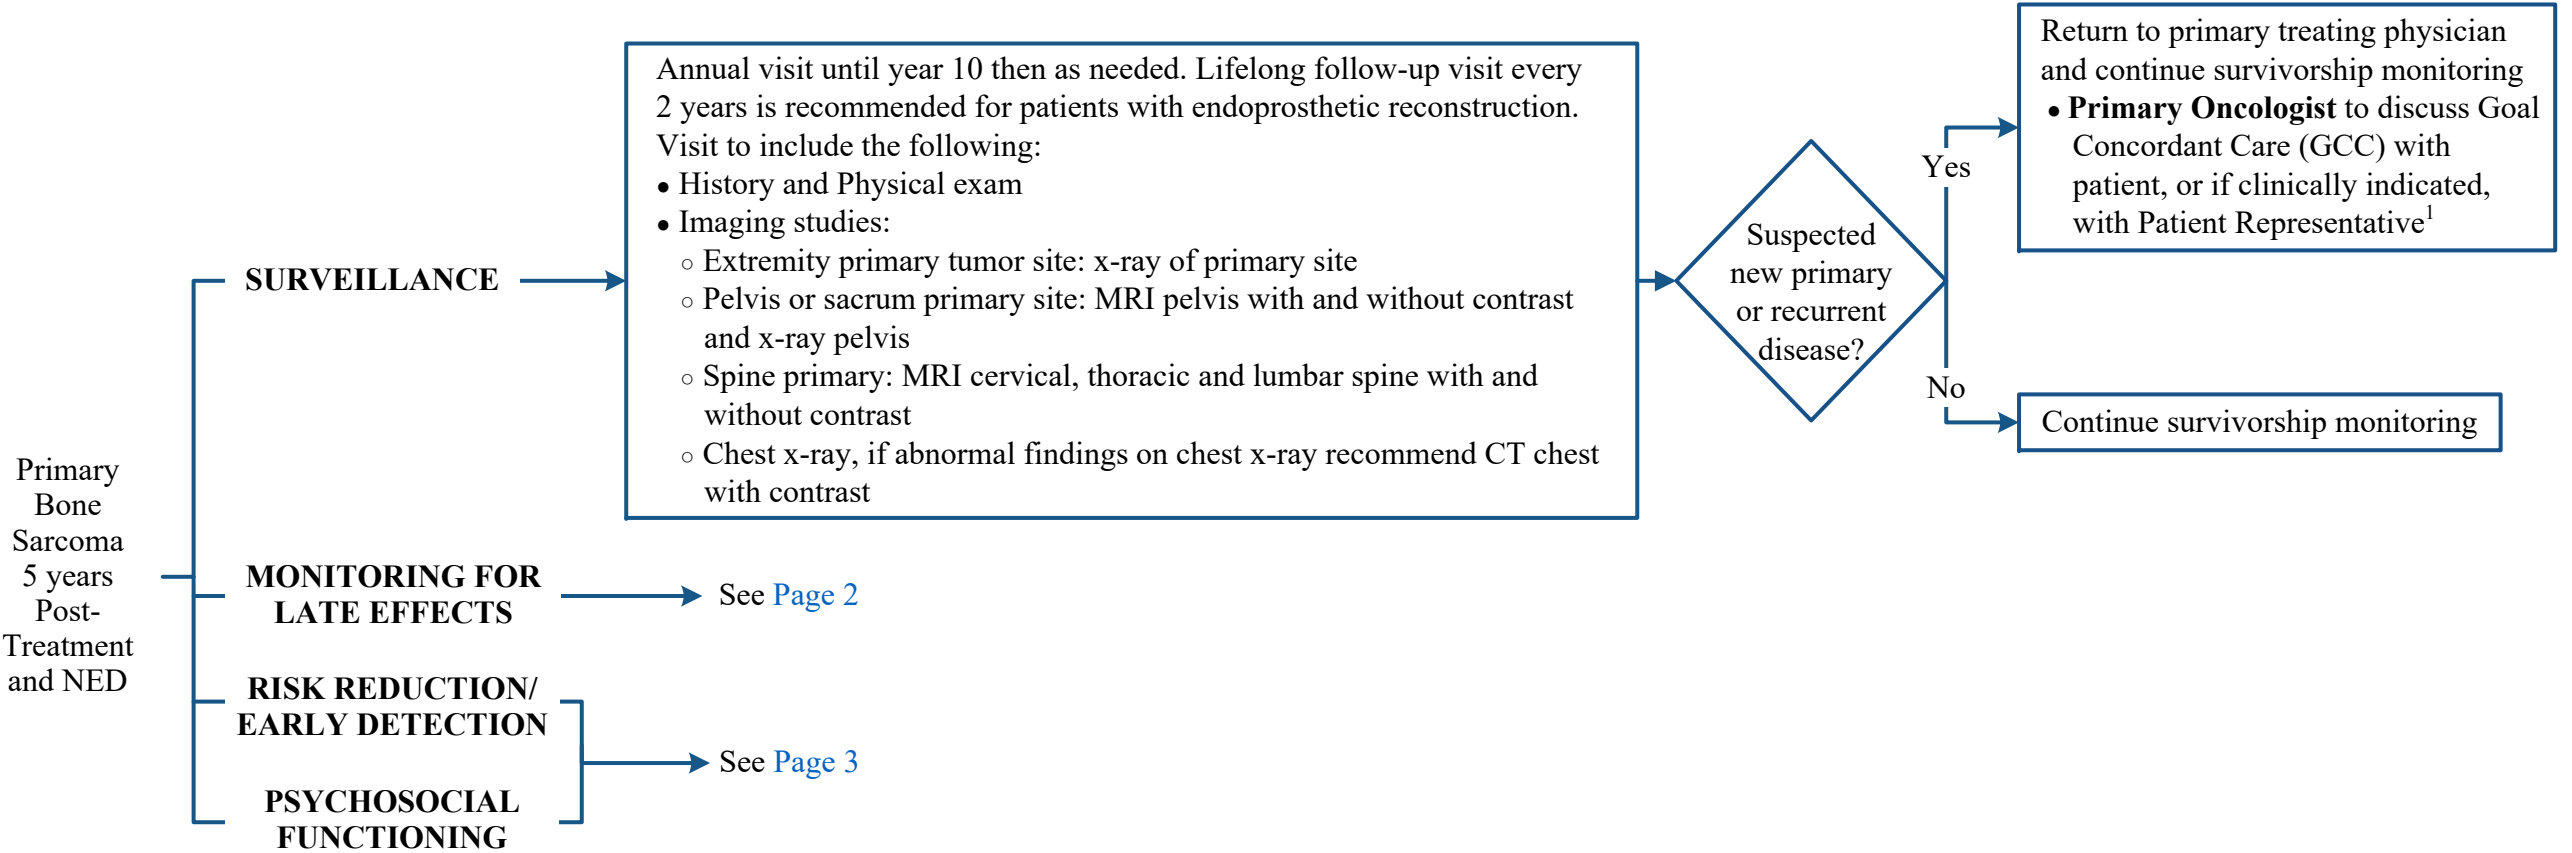 Primary
Bone
Sarcoma
5 years
Post-
Treatment
and NED
SURVEILLANCE
Annual visit until year 10 then as needed. Lifelong follow-up visit every
2 years is recommended for patients with endoprosthetic reconstruction.
Visit to include the following:
● History and Physical exam
● Imaging studies:
○ Extremity primary tumor site: x-ray of primary site
○ Pelvis or sacrum primary site: MRI pelvis with and without contrast
and x-ray pelvis
○ Spine primary: MRI cervical, thoracic and lumbar spine with and
without contrast
○ Chest x-ray, if abnormal findings on chest x-ray recommend CT chest
with contrast
Suspected
new primary
or recurrent
disease?
Yes
Return to primary treating physician
and continue survivorship monitoring
● Primary Oncologist to discuss Goal
Concordant Care (GCC) with
patient, or if clinically indicated,
with Patient Representative¹
No
Continue survivorship monitoring
MONITORING FOR
LATE EFFECTS
See Page 2
RISK REDUCTION/
EARLY DETECTION
PSYCHOSOCIAL
FUNCTIONING
See Page 3